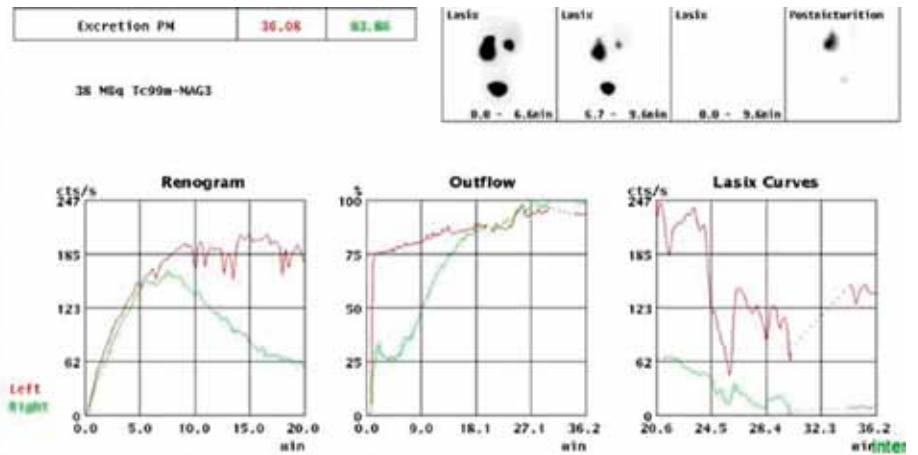 Excretion PM 36.08
Lasix Lasix Lasix Postmicturition
38 MBq Tc99m-MAG3
0.0 - 6.6min 6.7 - 9.6min 0.0 - 9.6min
Renogram Outflow Lasix Curves
cts/s % cts/s
247 100 247
185 75 185
123 50 123
62 25 62
0 0 0
Left
Right
0.0 5.0 10.0 15.0 20.0 0.0 9.0 18.1 27.1 36.2 20.6 24.5 28.4 32.3 36.2
min min min